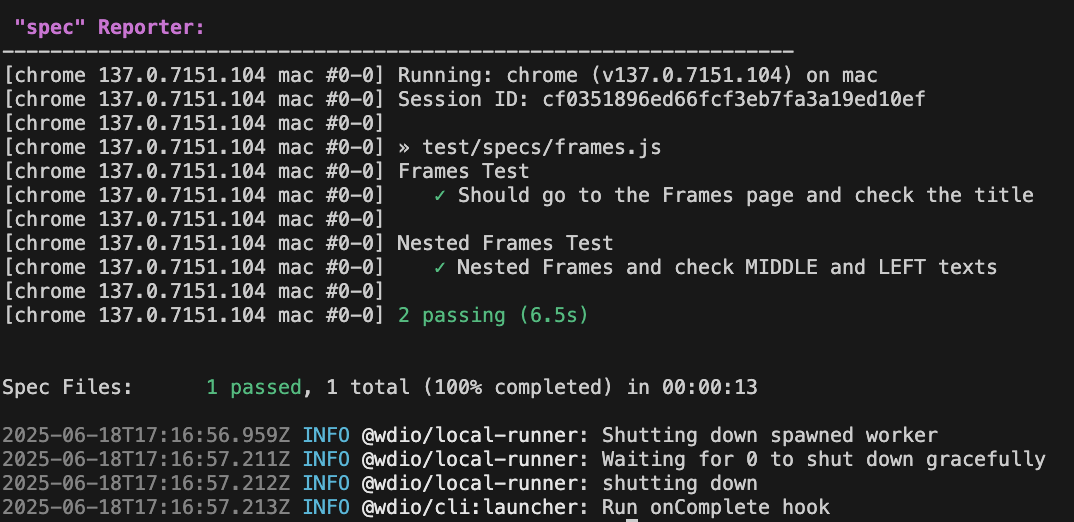 "spec" Reporter:
------------------------------------------------------------------
[chrome 137.0.7151.104 mac #0-0] Running: chrome (v137.0.7151.104) on mac
[chrome 137.0.7151.104 mac #0-0] Session ID: cf0351896ed66fcf3eb7fa3a19ed10ef
[chrome 137.0.7151.104 mac #0-0]
[chrome 137.0.7151.104 mac #0-0] » test/specs/frames.js
[chrome 137.0.7151.104 mac #0-0] Frames Test
[chrome 137.0.7151.104 mac #0-0]    ✓ Should go to the Frames page and check the title
[chrome 137.0.7151.104 mac #0-0]
[chrome 137.0.7151.104 mac #0-0] Nested Frames Test
[chrome 137.0.7151.104 mac #0-0]    ✓ Nested Frames and check MIDDLE and LEFT texts
[chrome 137.0.7151.104 mac #0-0]
[chrome 137.0.7151.104 mac #0-0] 2 passing (6.5s)
Spec Files:      1 passed, 1 total (100% completed) in 00:00:13
2025-06-18T17:16:56.959Z INFO @wdio/local-runner: Shutting down spawned worker
2025-06-18T17:16:57.211Z INFO @wdio/local-runner: Waiting for 0 to shut down gracefully
2025-06-18T17:16:57.212Z INFO @wdio/local-runner: shutting down
2025-06-18T17:16:57.213Z INFO @wdio/cli:launcher: Run onComplete hook